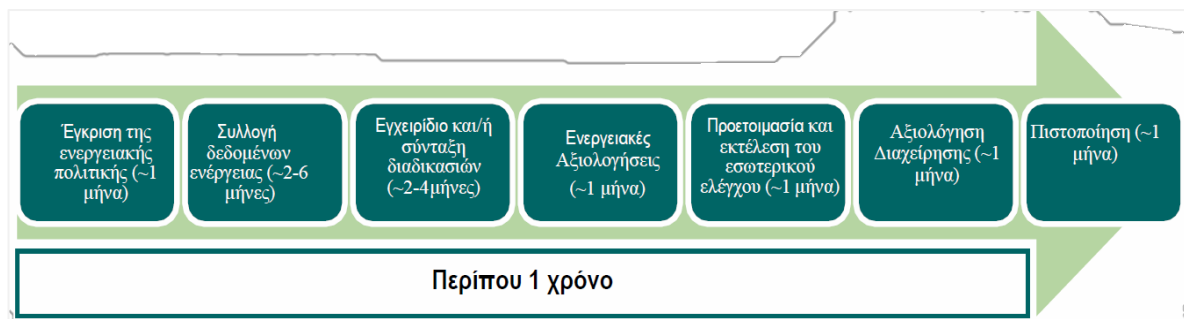 Έγκριση της
ενεργειακής
πολιτικής (~1
μήνα)
Συλλογή
δεδομένων
ενέργειας (~2-6
μήνες)
Εγχειρίδιο και/ή
σύνταξη
διαδικασιών
(~2-4μήνες)
Ενεργειακές
Αξιολογήσεις
(~1 μήνα)
Προετοιμασία και
εκτέλεση του
εσωτερικού
ελέγχου (~1 μήνα)
Αξιολόγηση
Διαχείρησης (~1
μήνα)
Πιστοποίηση (~1
μήνα)
Περίπου 1 χρόνο